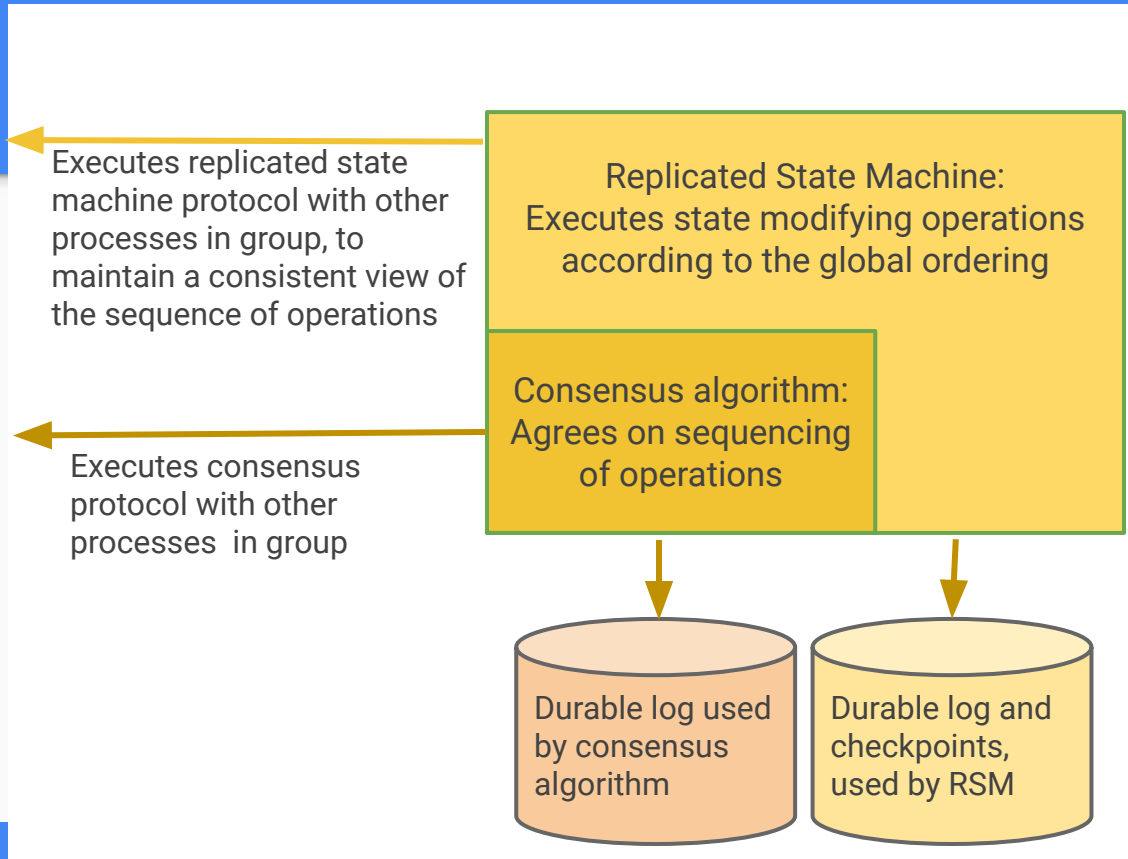 Executes replicated state
machine protocol with other
processes in group, to
maintain a consistent view of
the sequence of operations
Replicated State Machine:
Executes state modifying operations
according to the global ordering
Consensus algorithm:
Agrees on sequencing
of operations
Executes consensus
protocol with other
processes in group
Durable log used
by consensus
algorithm
Durable log and
checkpoints,
used by RSM